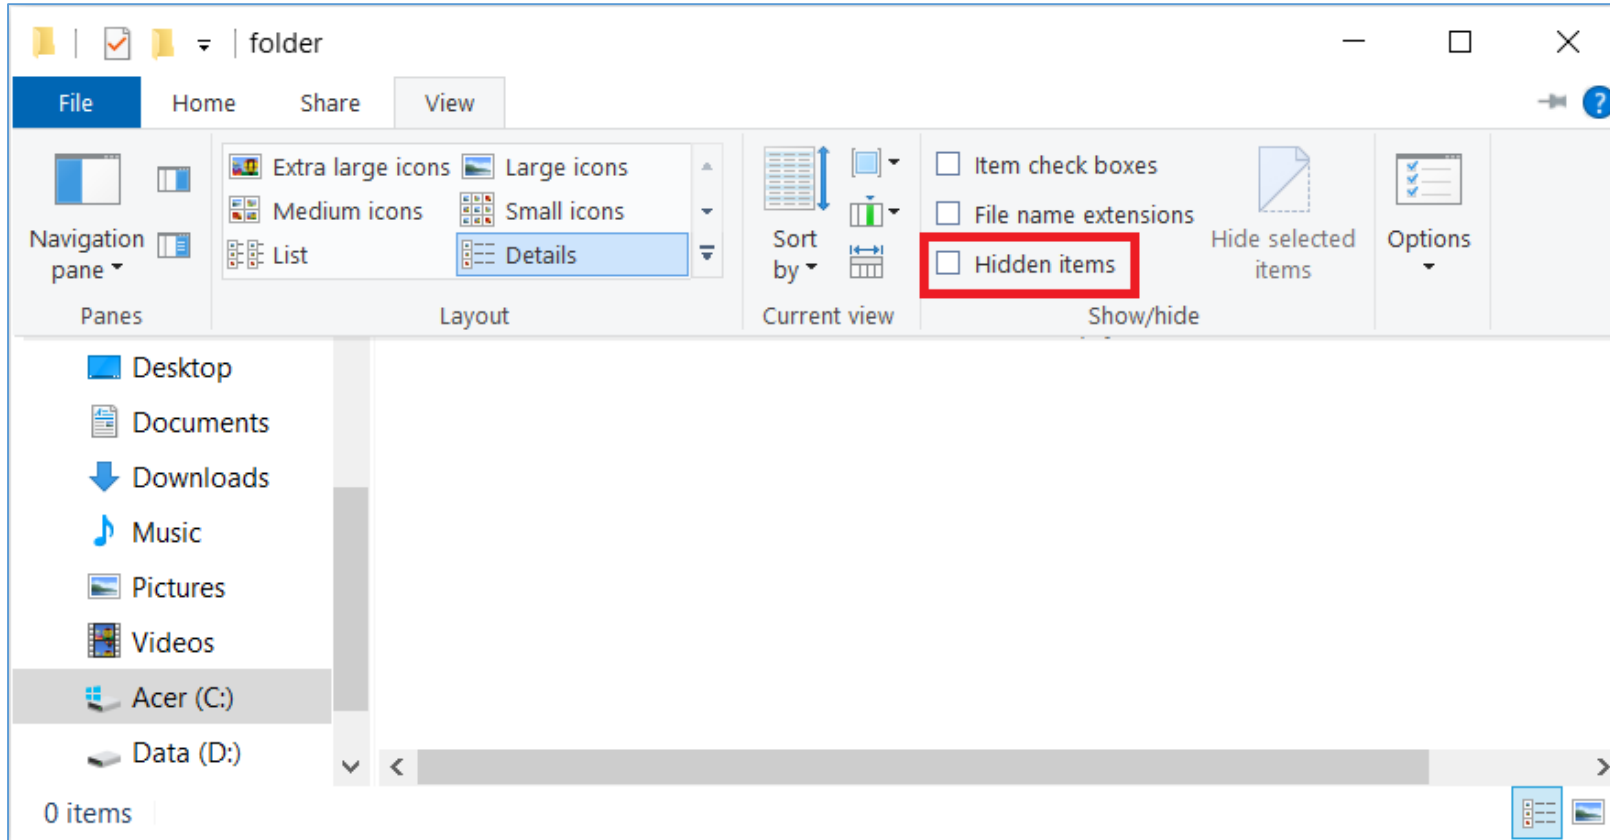 folder
File Home Share View
?
Extra large icons Large icons
Medium icons Small icons
List Details
Navigation pane
Sort by
Item check boxes
File name extensions
Hidden items
Hide selected items
Options
Panes Layout Current view Show/hide
Desktop
Documents
Downloads
Music
Pictures
Videos
Acer (C:)
Data (D:)
0 items